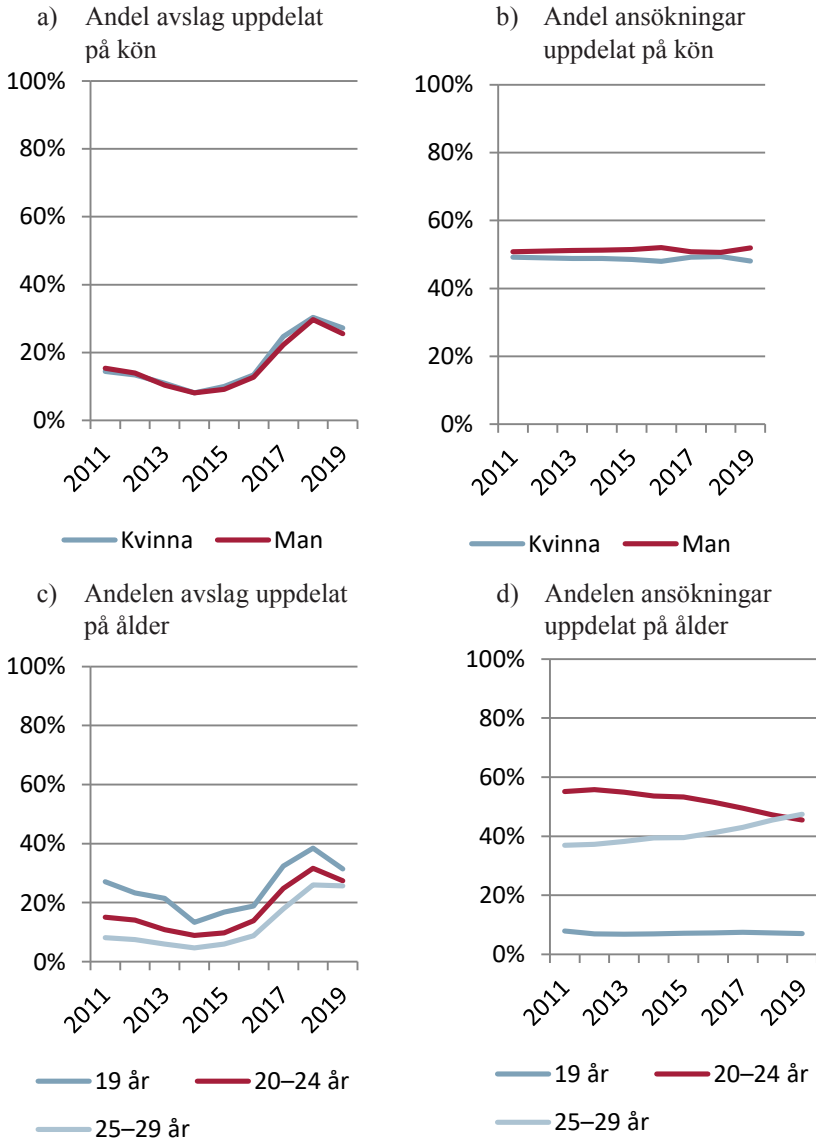 a) Andel avslag uppdelat
på kön
100%
80%
60%
40%
20%
0%
2011
2013
2015
2017
2019
Kvinna
Man
b) Andel ansökningar
uppdelat på kön
100%
80%
60%
40%
20%
0%
2011
2013
2015
2017
2019
Kvinna
Man
c) Andelen avslag uppdelat
på ålder
100%
80%
60%
40%
20%
0%
2011
2013
2015
2017
2019
19 år
20–24 år
25–29 år
d) Andelen ansökningar
uppdelat på ålder
100%
80%
60%
40%
20%
0%
2011
2013
2015
2017
2019
19 år
20–24 år
25–29 år